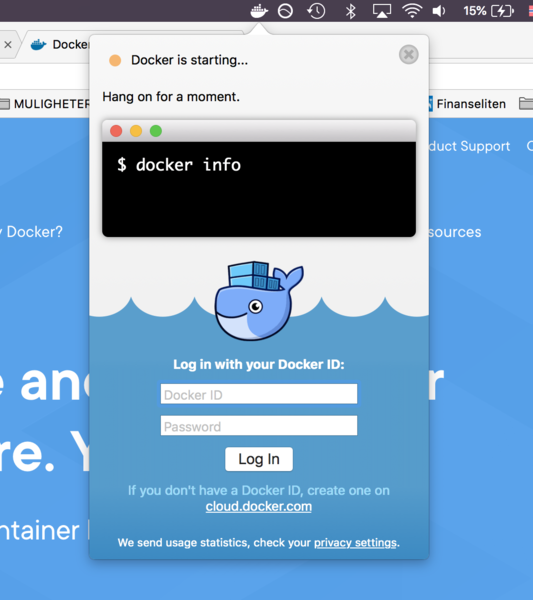 15%
Docke
Docker is starting...
Hang on for a moment.
MULIGHETER
Finanseliten
$ docker info
duct Support
Docker?
sources
Log in with your Docker ID:
Docker ID
Password
Log In
If you don't have a Docker ID, create one on
cloud.docker.com
We send usage statistics, check your privacy settings.
e an r
re. Y
ntainer